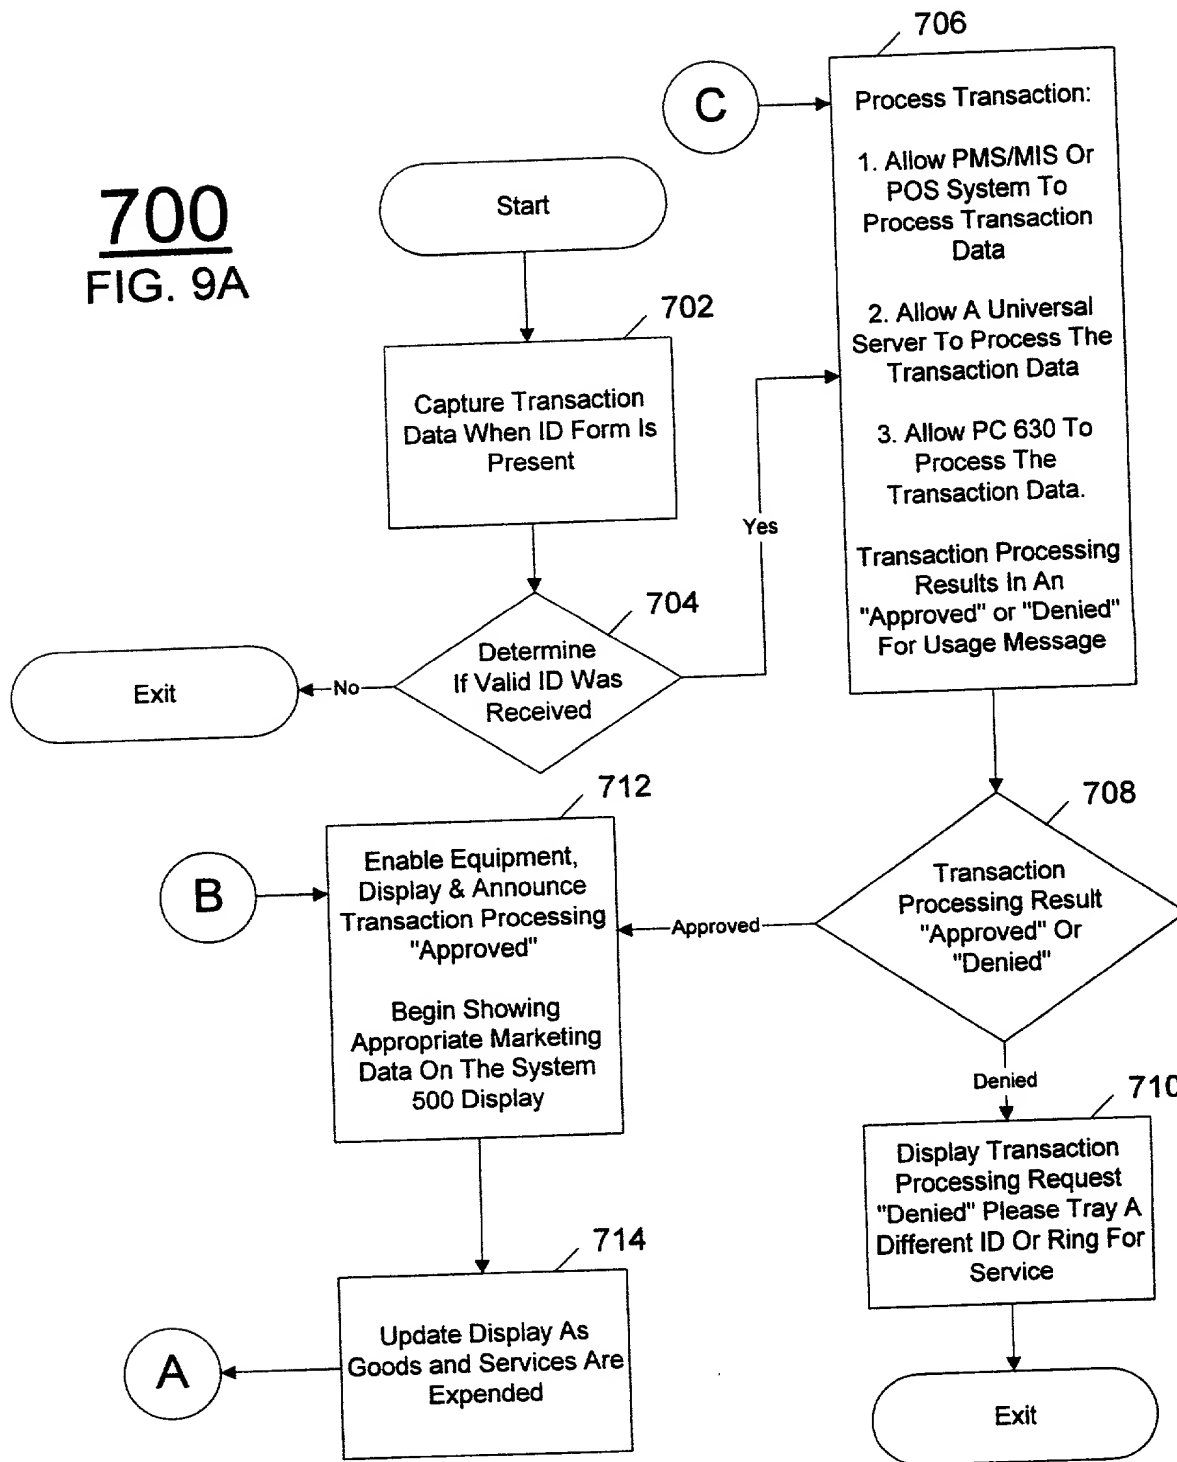 706
C
Process Transaction:
1. Allow PMS/MIS Or
POS System To
Process Transaction
Data
2. Allow A Universal
Server To Process The
Transaction Data
3. Allow PC 630 To
Process The
Transaction Data.
Transaction Processing
Results In An
"Approved" or "Denied"
For Usage Message
700
FIG. 9A
Start
702
Capture Transaction
Data When ID Form Is
Present
Yes
704
Determine
If Valid ID Was
Received
No
Exit
708
Transaction
Processing Result
"Approved" Or
"Denied"
Approved
712
B
Enable Equipment,
Display & Announce
Transaction Processing
"Approved"
Begin Showing
Appropriate Marketing
Data On The System
500 Display
Denied
710
Display Transaction
Processing Request
"Denied" Please Tray A
Different ID Or Ring For
Service
714
Update Display As
Goods and Services Are
Expended
A
Exit